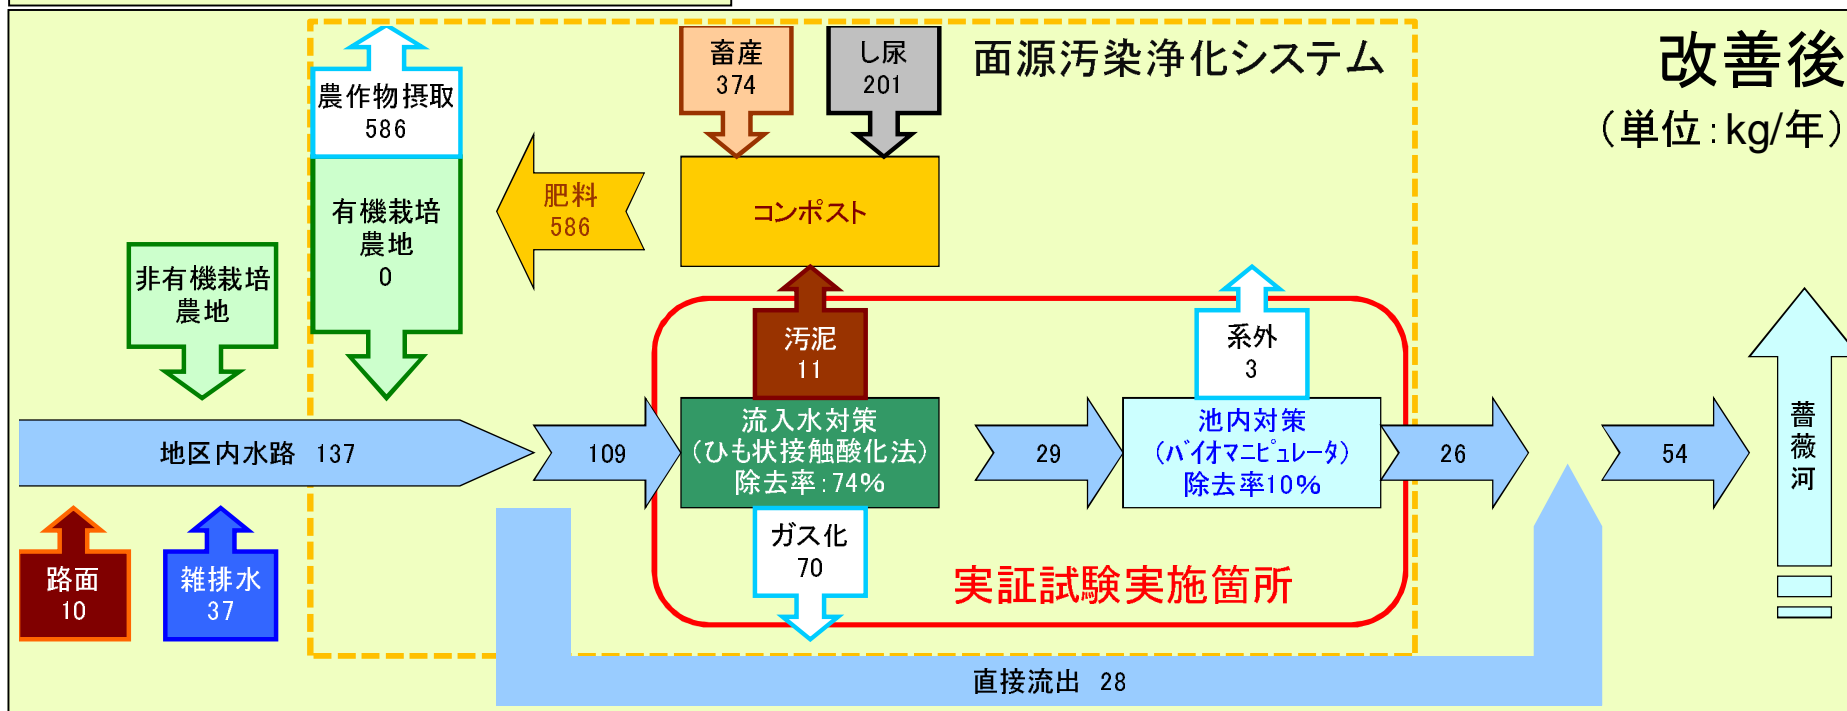 改善後
(単位:kg/年)
面源汚染浄化システム
農作物摂取
586
畜産
374
し尿
201
有機栽培
農地
0
肥料
586
コンポスト
非有機栽培
農地
汚泥
11
系外
3
地区内水路 137
109
流入水対策
(ひも状接触酸化法)
除去率:74%
29
池内対策
(バイオマニピュレータ)
除去率10%
26
54
薔薇河
路面
10
雑排水
37
ガス化
70
実証試験実施箇所
直接流出 28